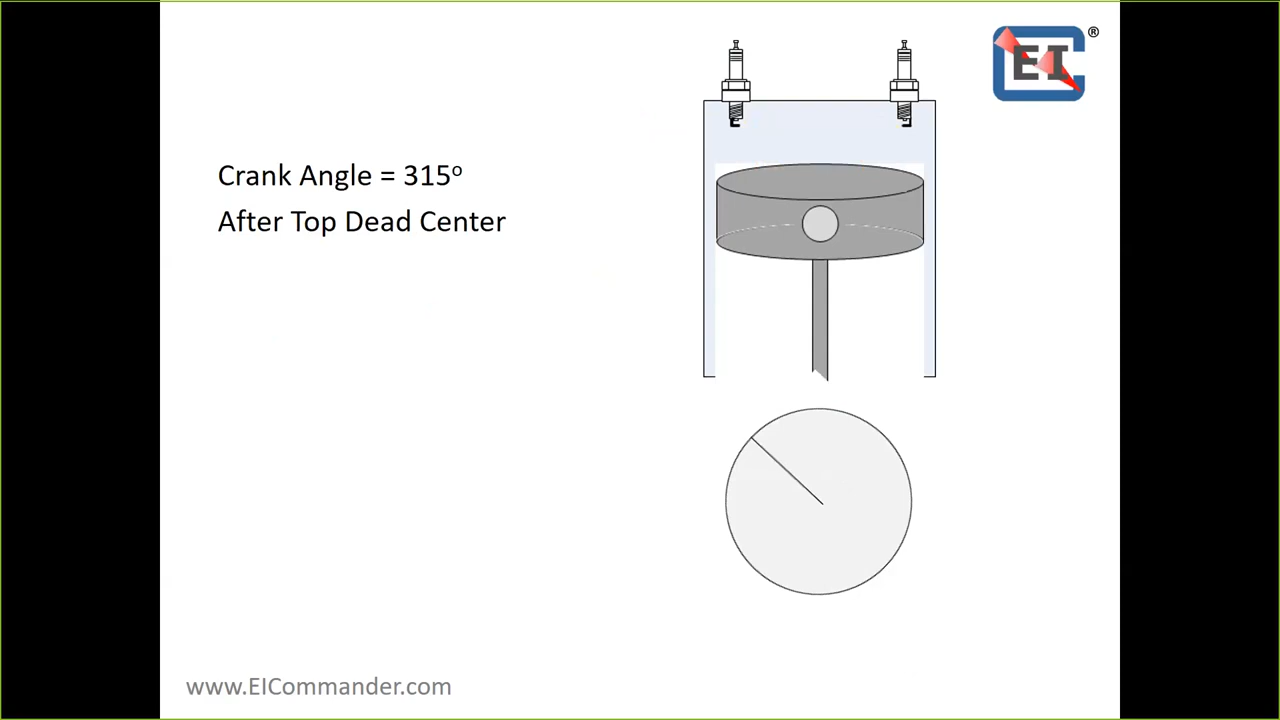 EI
®
Crank Angle = 315º
After Top Dead Center
www.EICommander.com